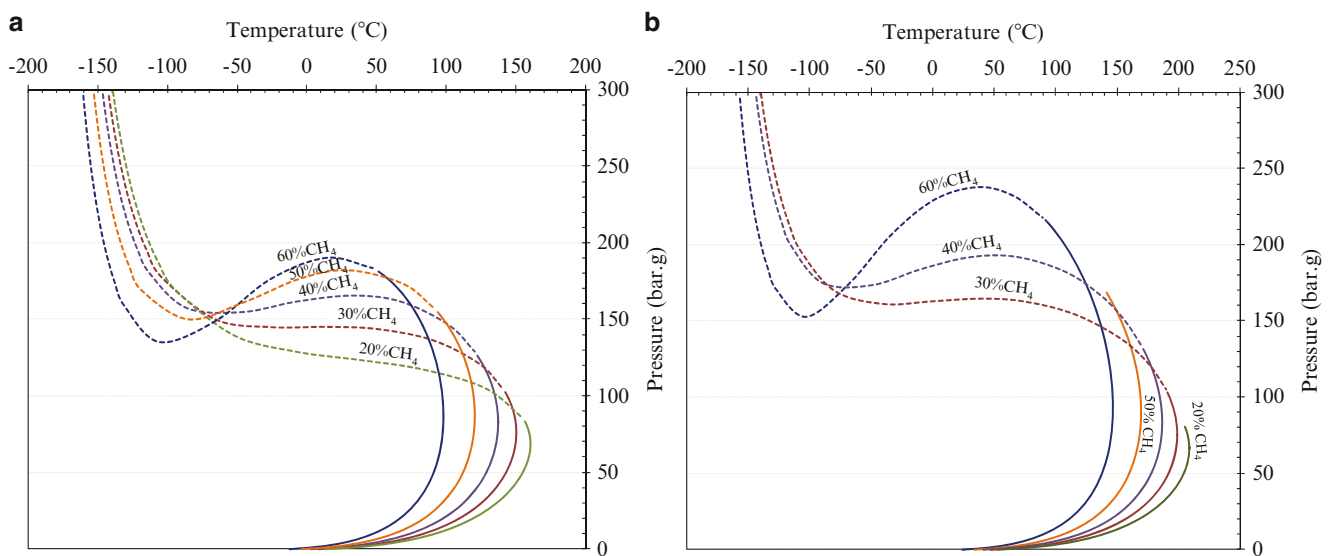 a
Temperature (°C)
-200 -150 -100 -50 0 50 100 150 200
300
250
200
150
100
50
0
Pressure (bar.g)
60%CH₄
50%CH₄
40%CH₄
30%CH₄
20%CH₄
b
Temperature (°C)
-200 -150 -100 -50 0 50 100 150 200 250
300
250
200
150
100
50
0
Pressure (bar.g)
60%CH₄
40%CH₄
30%CH₄
50%CH₄
20% CH₄